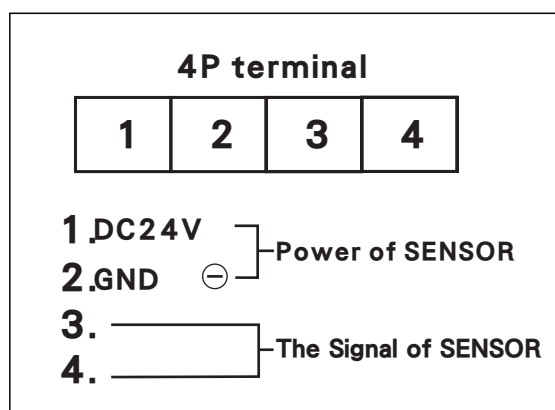 4P terminal
1 2 3 4
1.DC24V
Power of SENSOR
2.GND ⊖
3.
The Signal of SENSOR
4.